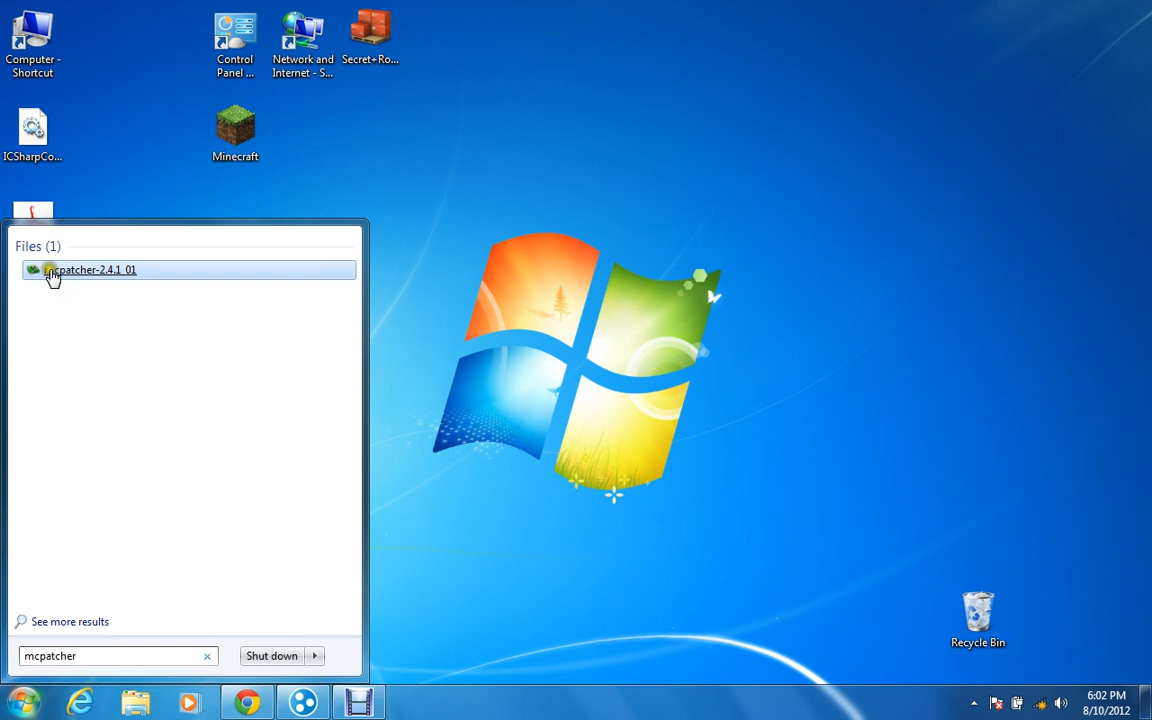 Computer -
Shortcut
Control
Panel ...
Network and
Internet - S...
Secret+Ro...
ICSharpCo...
Minecraft
Files (1)
mcpatcher-2.4.1_01
See more results
mcpatcher
Shut down
Recycle Bin
6:02 PM
8/10/2012